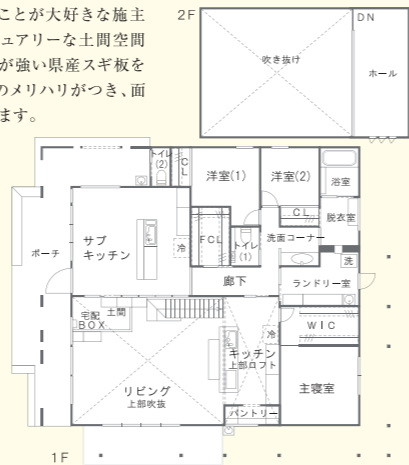 ことが大好きな施主
ュアリーな土間空間
が強い県産スギ板を
のメリハリがつき、面
ます。
2F
DN
吹き抜け
ホール
トイレ
(2)
CL
洋室(1)
洋室(2)
浴室
CL
脱衣室
ポーチ
サブ
キッチン
冷
FCL
トイレ
(1)
洗面コーナー
洗
廊下
ランドリー室
宅配
BOX
土間
冷
WIC
キッチン
上部ロフト
リビング
上部吹抜
主寝室
パントリー
1F